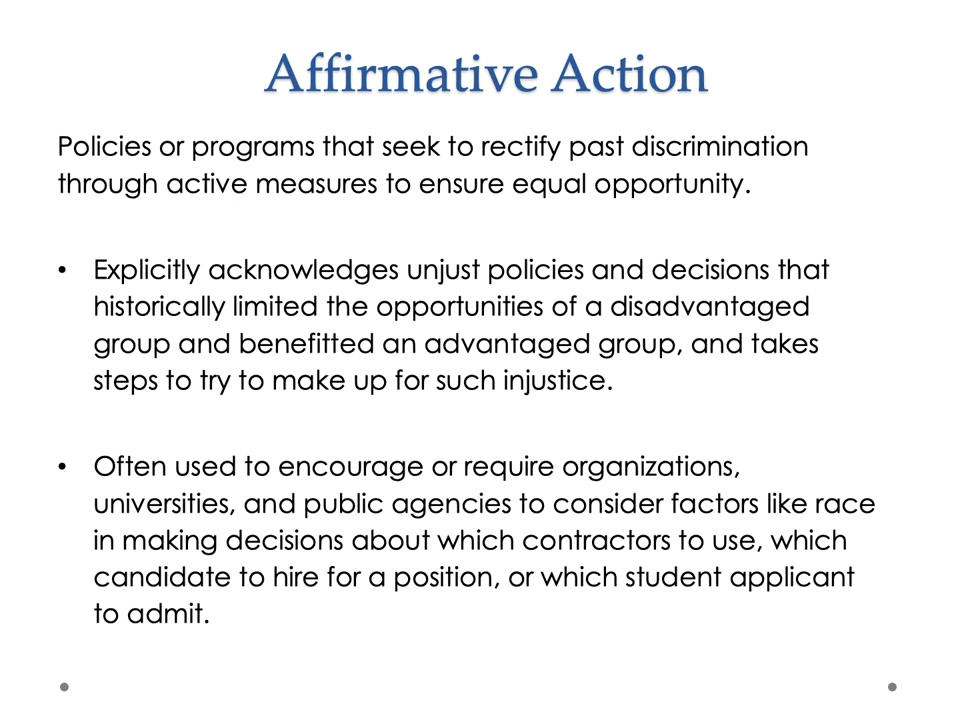 Affirmative Action
Policies or programs that seek to rectify past discrimination
through active measures to ensure equal opportunity.
• Explicitly acknowledges unjust policies and decisions that
historically limited the opportunities of a disadvantaged
group and benefitted an advantaged group, and takes
steps to try to make up for such injustice.
• Often used to encourage or require organizations,
universities, and public agencies to consider factors like race
in making decisions about which contractors to use, which
candidate to hire for a position, or which student applicant
to admit.